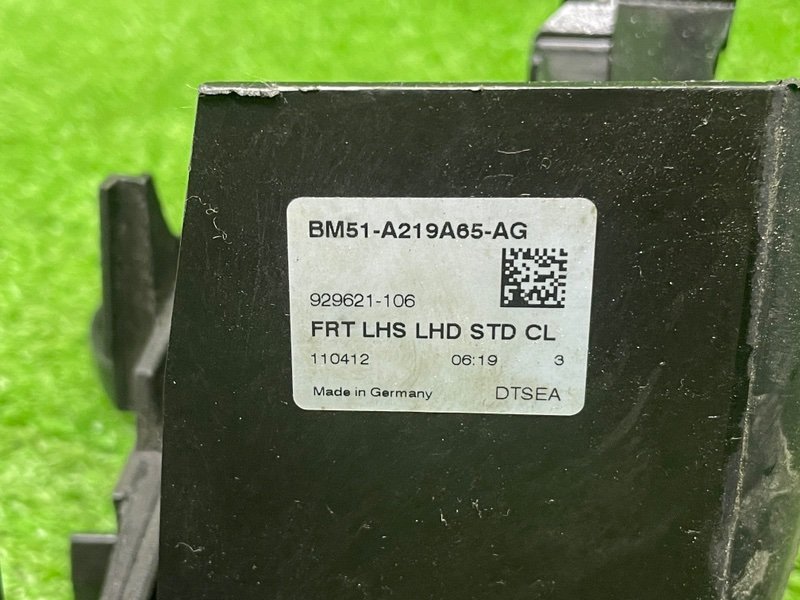 BM51-A219A65-AG
929621-106
FRT LHS LHD STD CL
110412 06:19 3
Made in Germany DTSEA